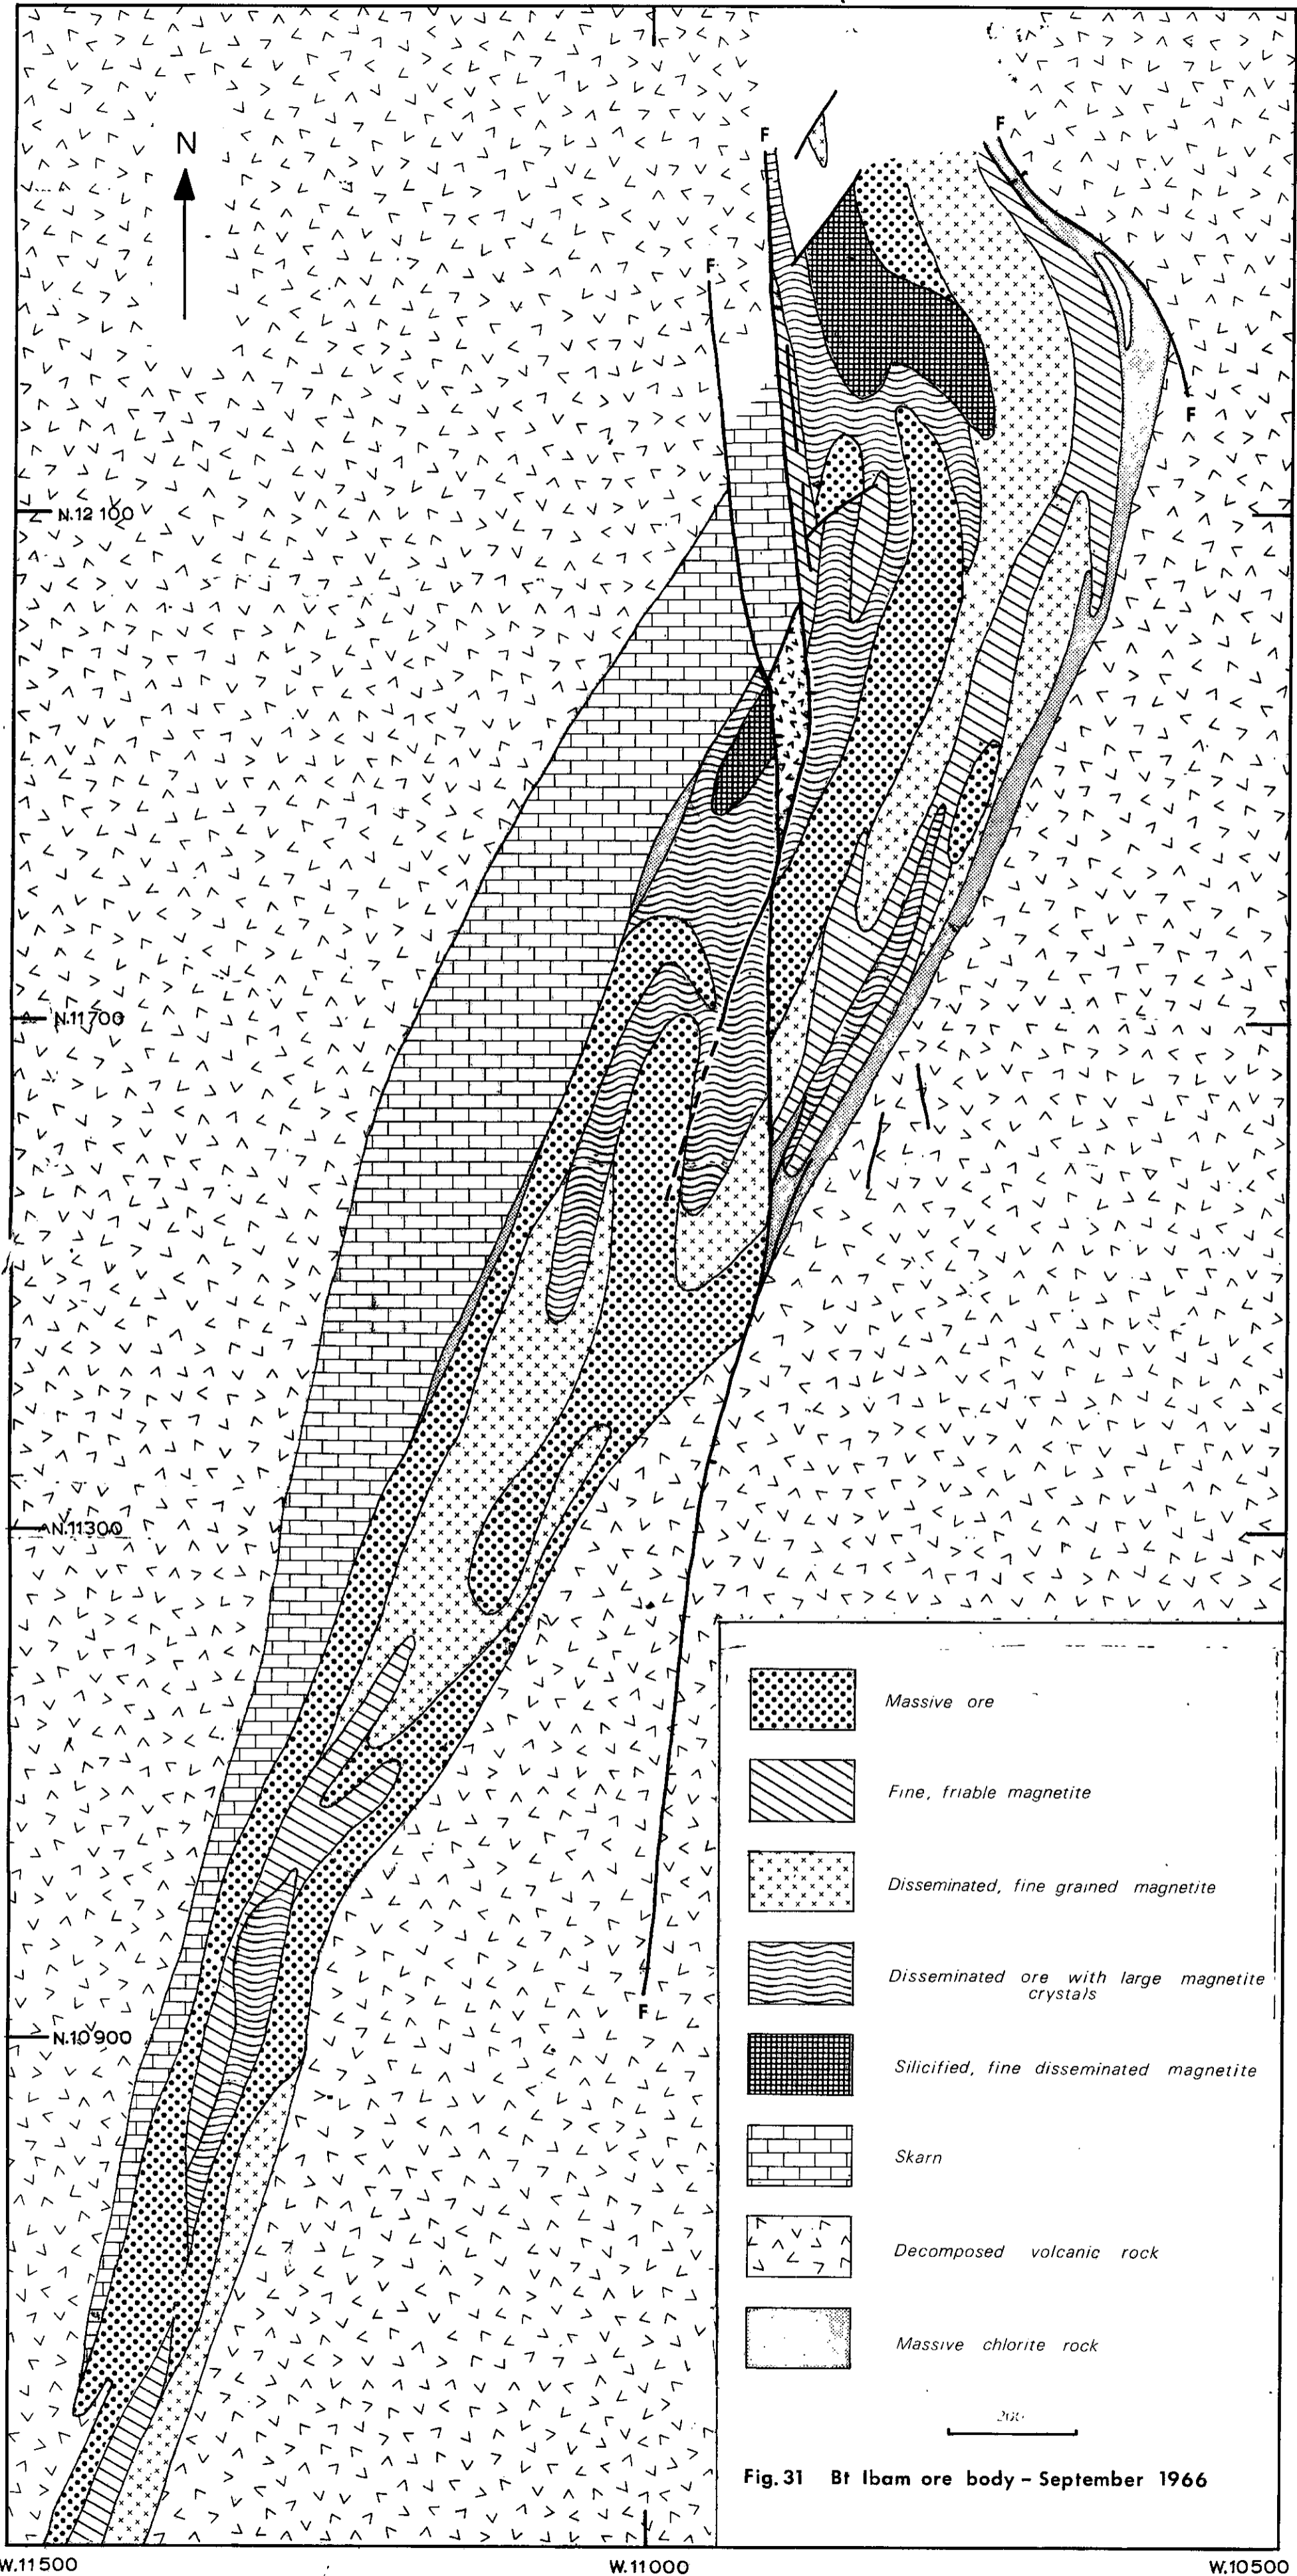 N
F
F
F
F
N.12 100
N.11700
N.11300
N.10900
F
Massive ore
Fine, friable magnetite
Disseminated, fine grained magnetite
Disseminated ore with large magnetite
crystals
Silicified, fine disseminated magnetite
Skarn
Decomposed volcanic rock
Massive chlorite rock
200
Fig. 31 Bt Ibam ore body – September 1966
W.11500
W.11000
W.10500